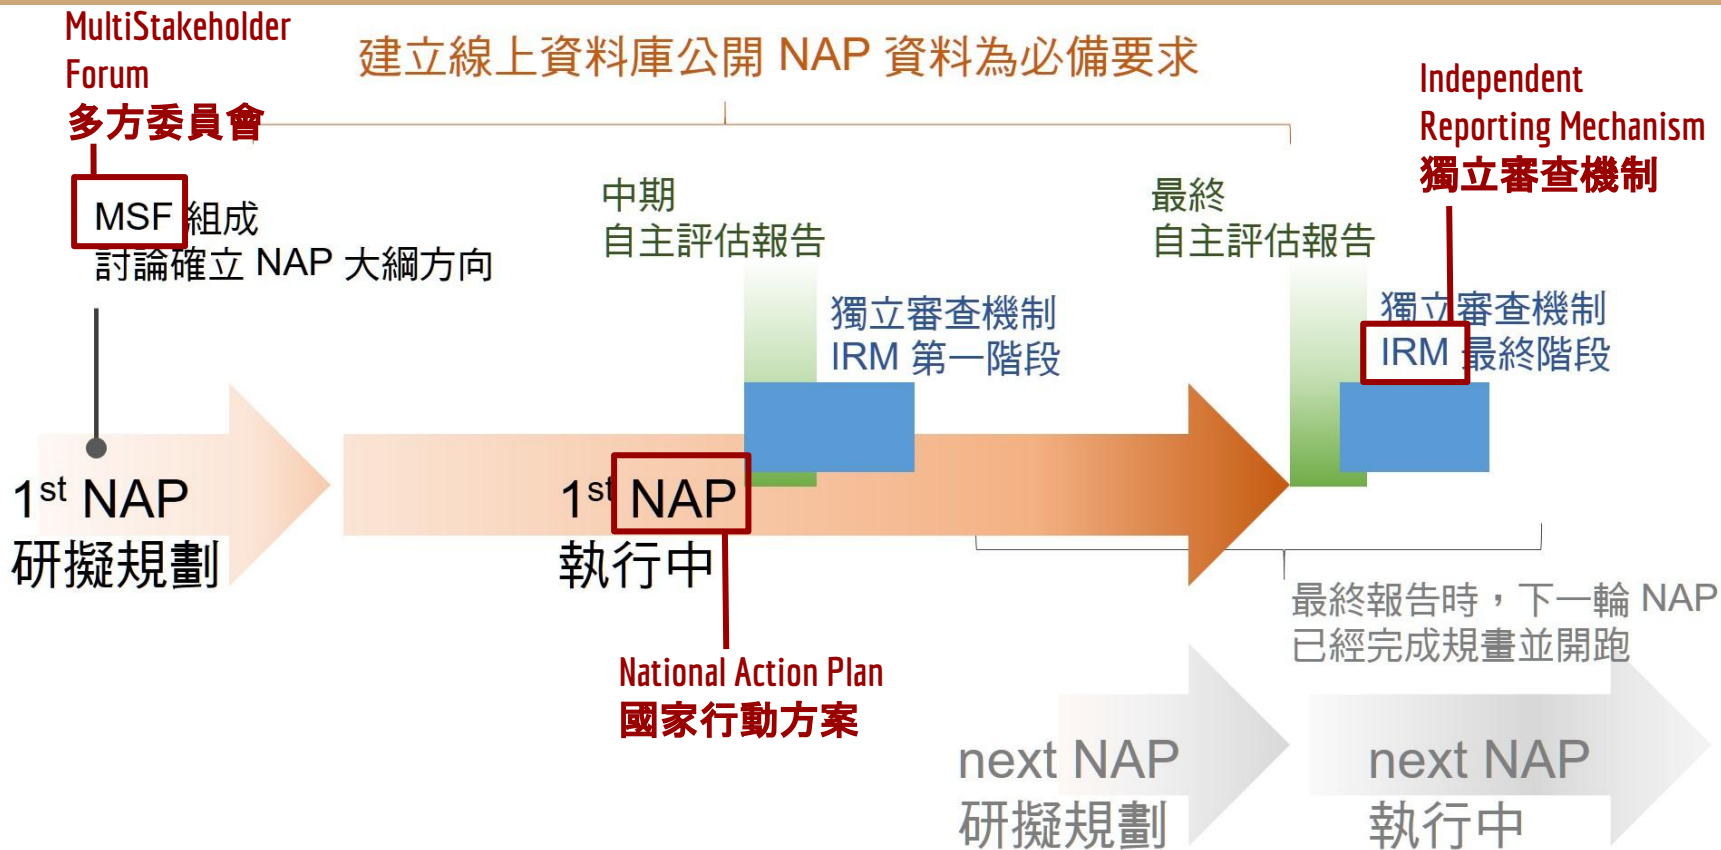 MultiStakeholder
Forum
多方委員會
建立線上資料庫公開 NAP 資料為必備要求
Independent
Reporting Mechanism
獨立審查機制
MSF 組成
討論確立 NAP 大綱方向
中期
自主評估報告
最終
自主評估報告
獨立審查機制
IRM 第一階段
獨立審查機制
IRM 最終階段
1st NAP
研擬規劃
1st NAP
執行中
最終報告時，下一輪 NAP
已經完成規畫並開跑
National Action Plan
國家行動方案
next NAP
研擬規劃
next NAP
執行中